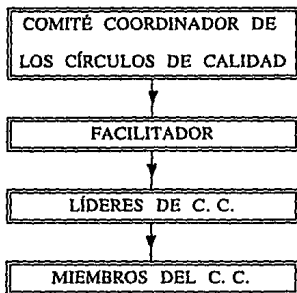 COMITÉ COORDINADOR DE
LOS CÍRCULOS DE CALIDAD
FACILITADOR
LÍDERES DE C. C.
MIEMBROS DEL C. C.